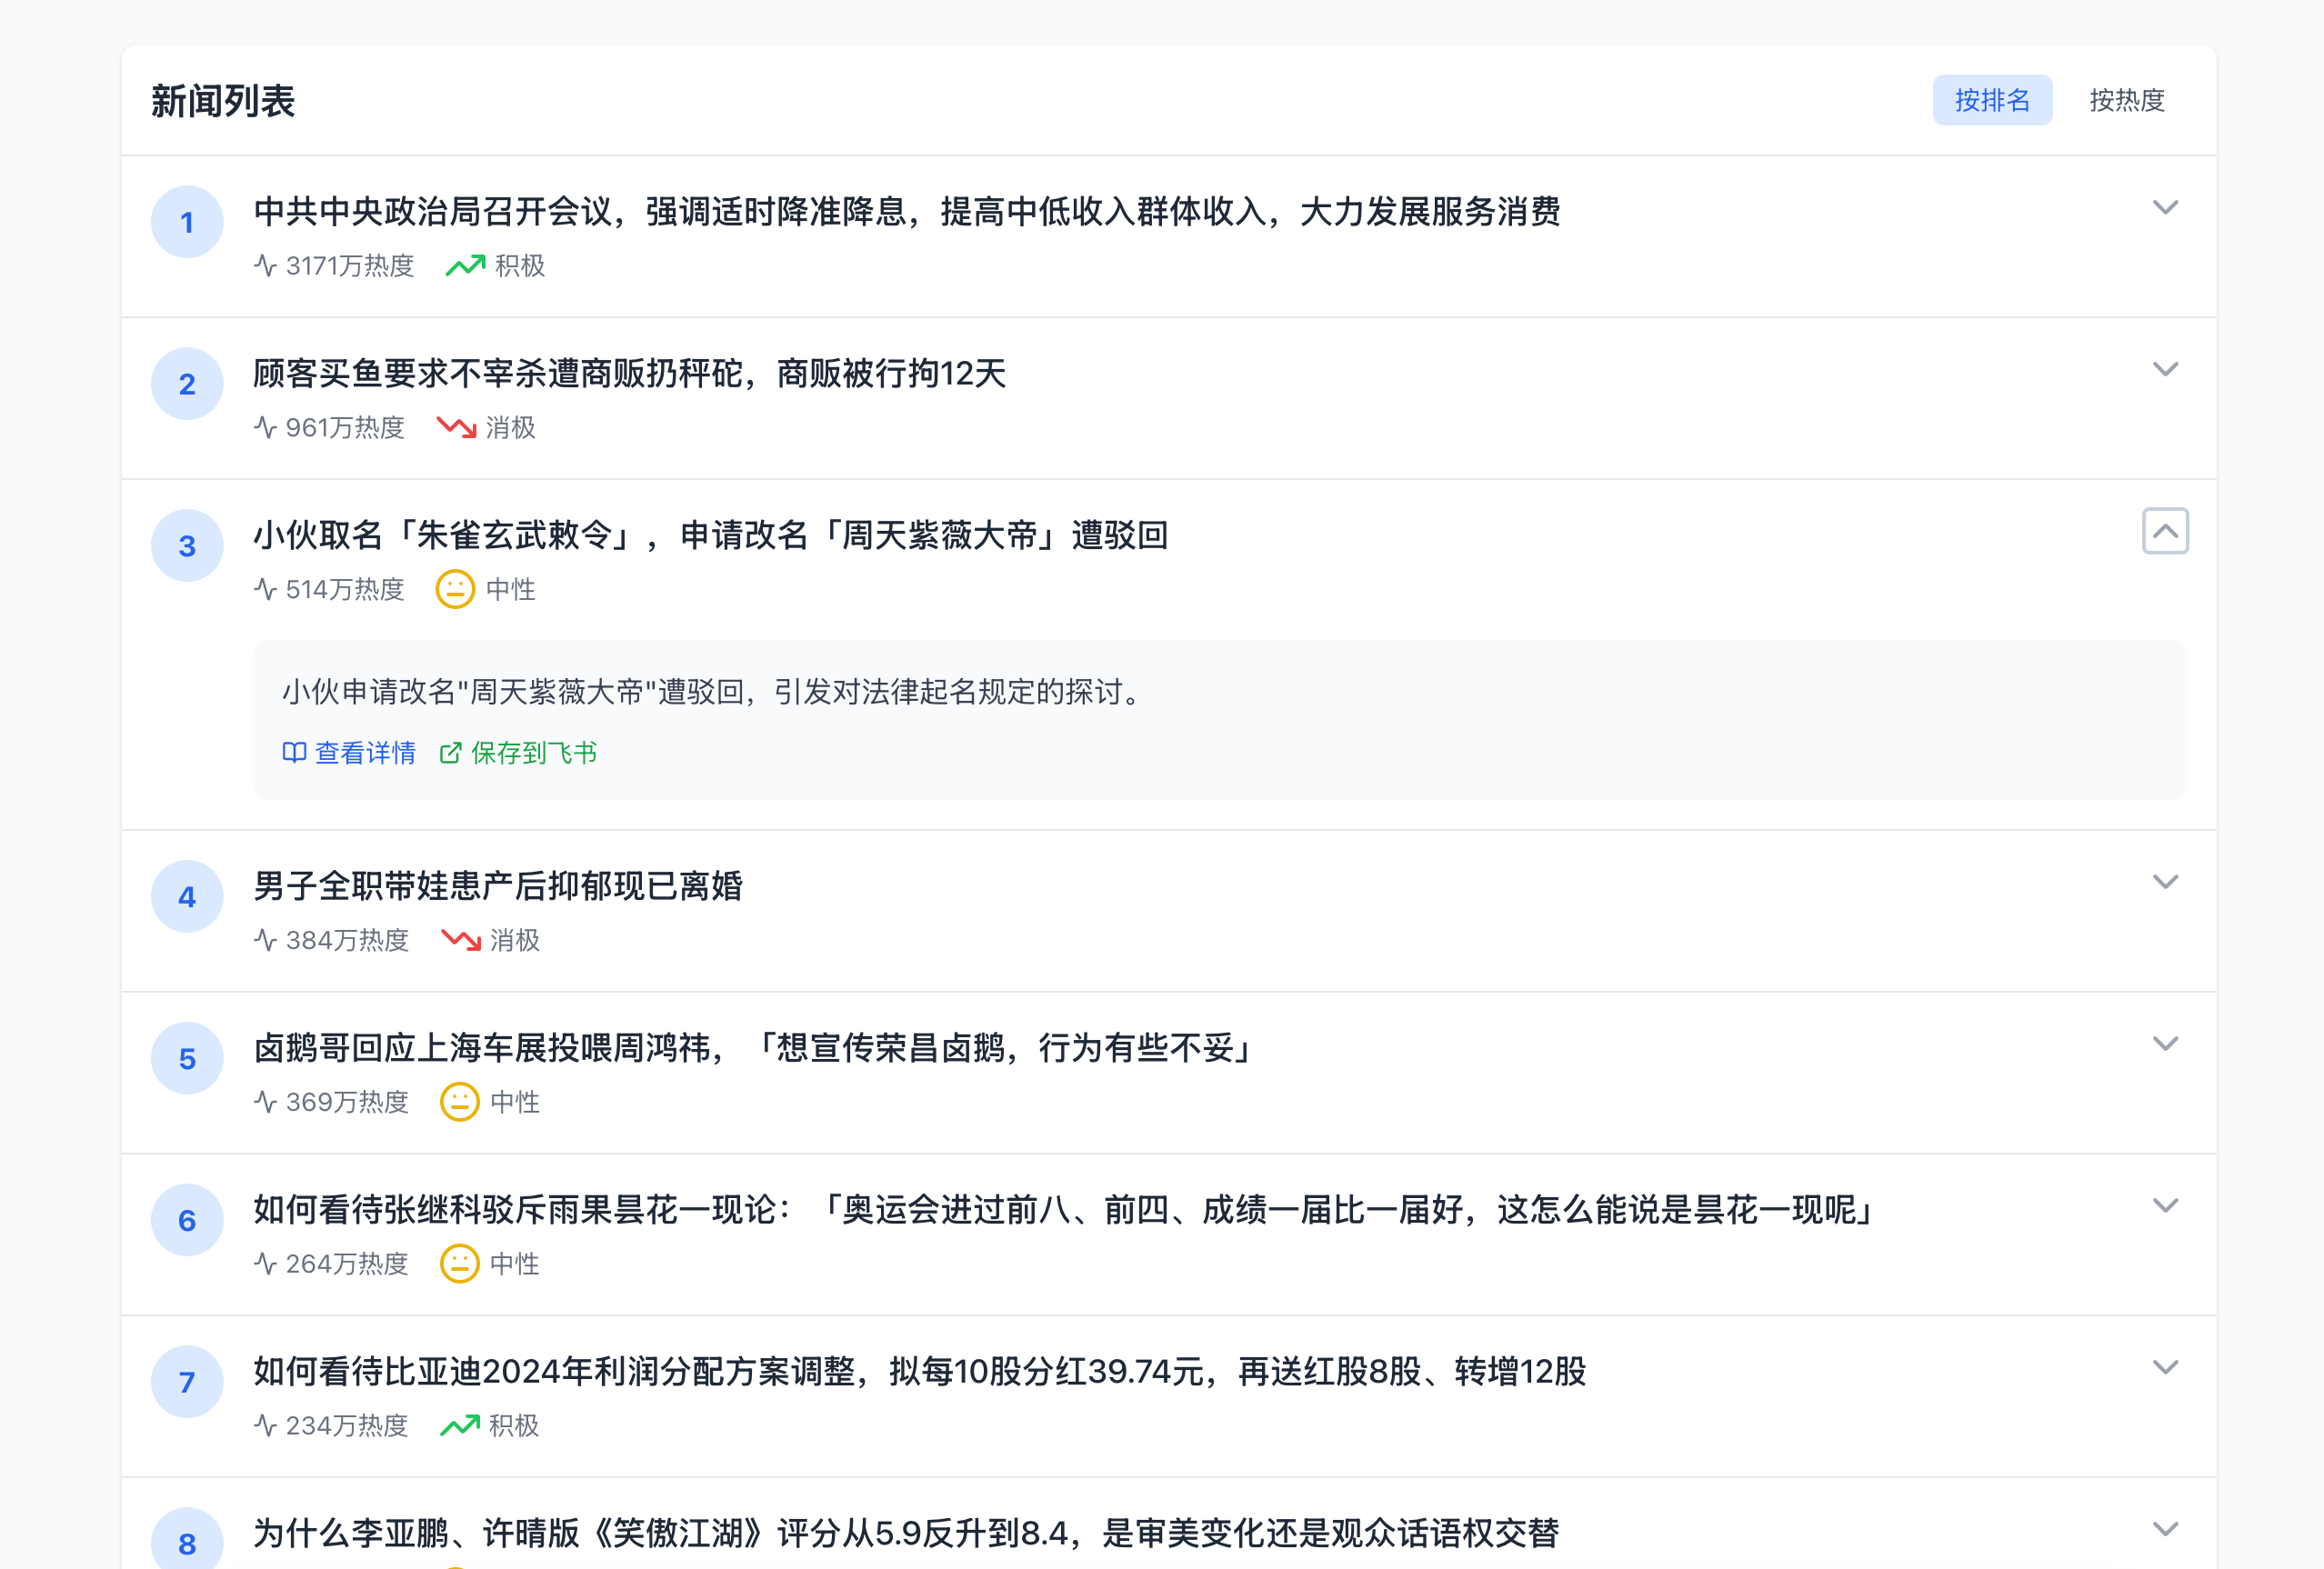 新闻列表
按排名 按热度
1
中共中央政治局召开会议，强调适时降准降息，提高中低收入群体收入，大力发展服务消费
3171万热度 积极
2
顾客买鱼要求不宰杀遭商贩扔秤砣，商贩被行拘12天
961万热度 消极
3
小伙取名「朱雀玄武敕令」，申请改名「周天紫薇大帝」遭驳回
514万热度 中性
小伙申请改名"周天紫薇大帝"遭驳回，引发对法律起名规定的探讨。
查看详情 保存到飞书
4
男子全职带娃患产后抑郁现已离婚
384万热度 消极
5
卤鹅哥回应上海车展投喂周鸿祎，「想宣传荣昌卤鹅，行为有些不妥」
369万热度 中性
6
如何看待张继科驳斥雨果昙花一现论：「奥运会进过前八、前四、成绩一届比一届好，这怎么能说是昙花一现呢」
264万热度 中性
7
如何看待比亚迪2024年利润分配方案调整，拟每10股分红39.74元，再送红股8股、转增12股
234万热度 积极
8
为什么李亚鹏、许晴版《笑傲江湖》评分从5.9反升到8.4，是审美变化还是观众话语权交替